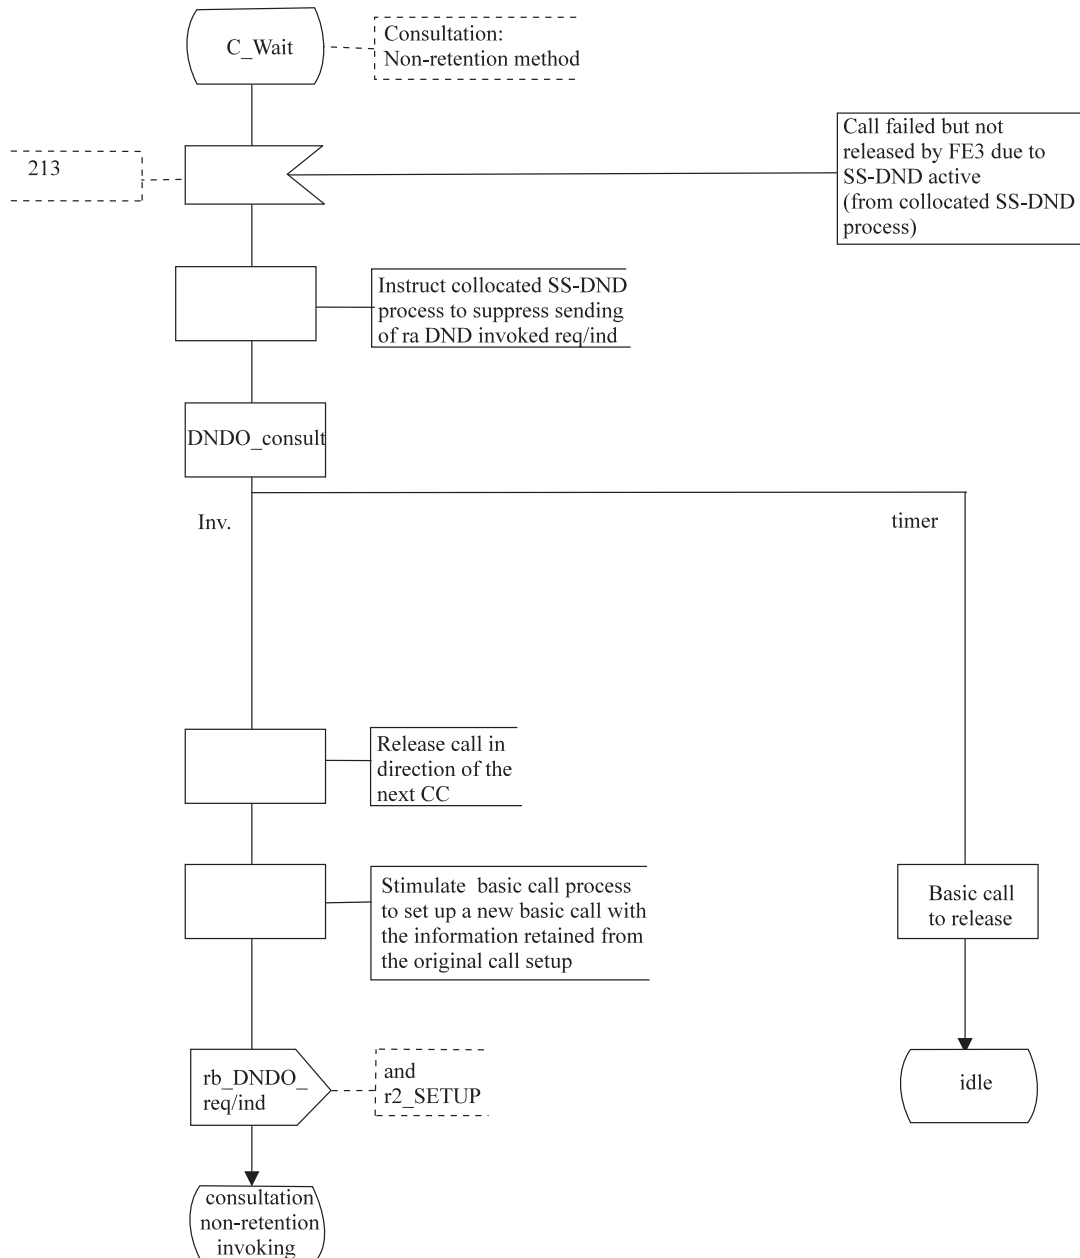 C_Wait
Consultation:
Non-retention method
213
Call failed but not
released by FE3 due to
SS-DND active
(from collocated SS-DND
process)
Instruct collocated SS-DND
process to suppress sending
of ra DND invoked req/ind
DNDO_consult
Inv.
timer
Release call in
direction of the
next CC
Stimulate basic call process
to set up a new basic call with
the information retained from
the original call setup
Basic call
to release
rb_DNDO_
req/ind
and
r2_SETUP
idle
consultation
non-retention
invoking